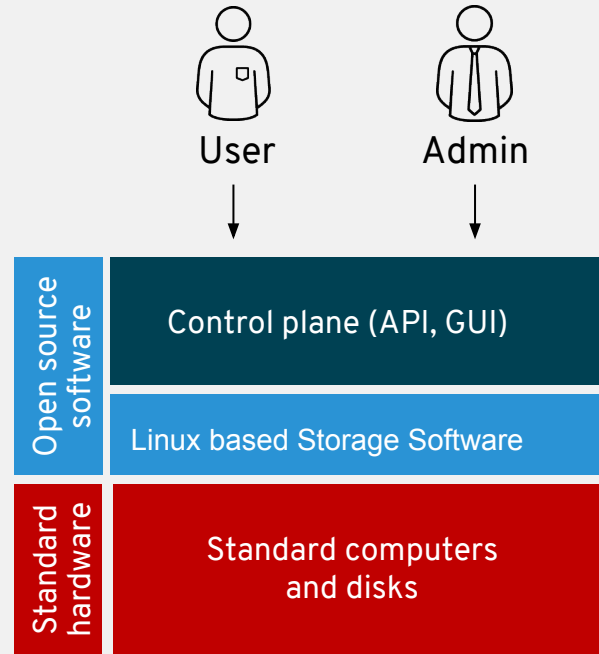 User
Admin
Open source
software
Control plane (API, GUI)
Linux based Storage Software
Standard
hardware
Standard computers
and disks